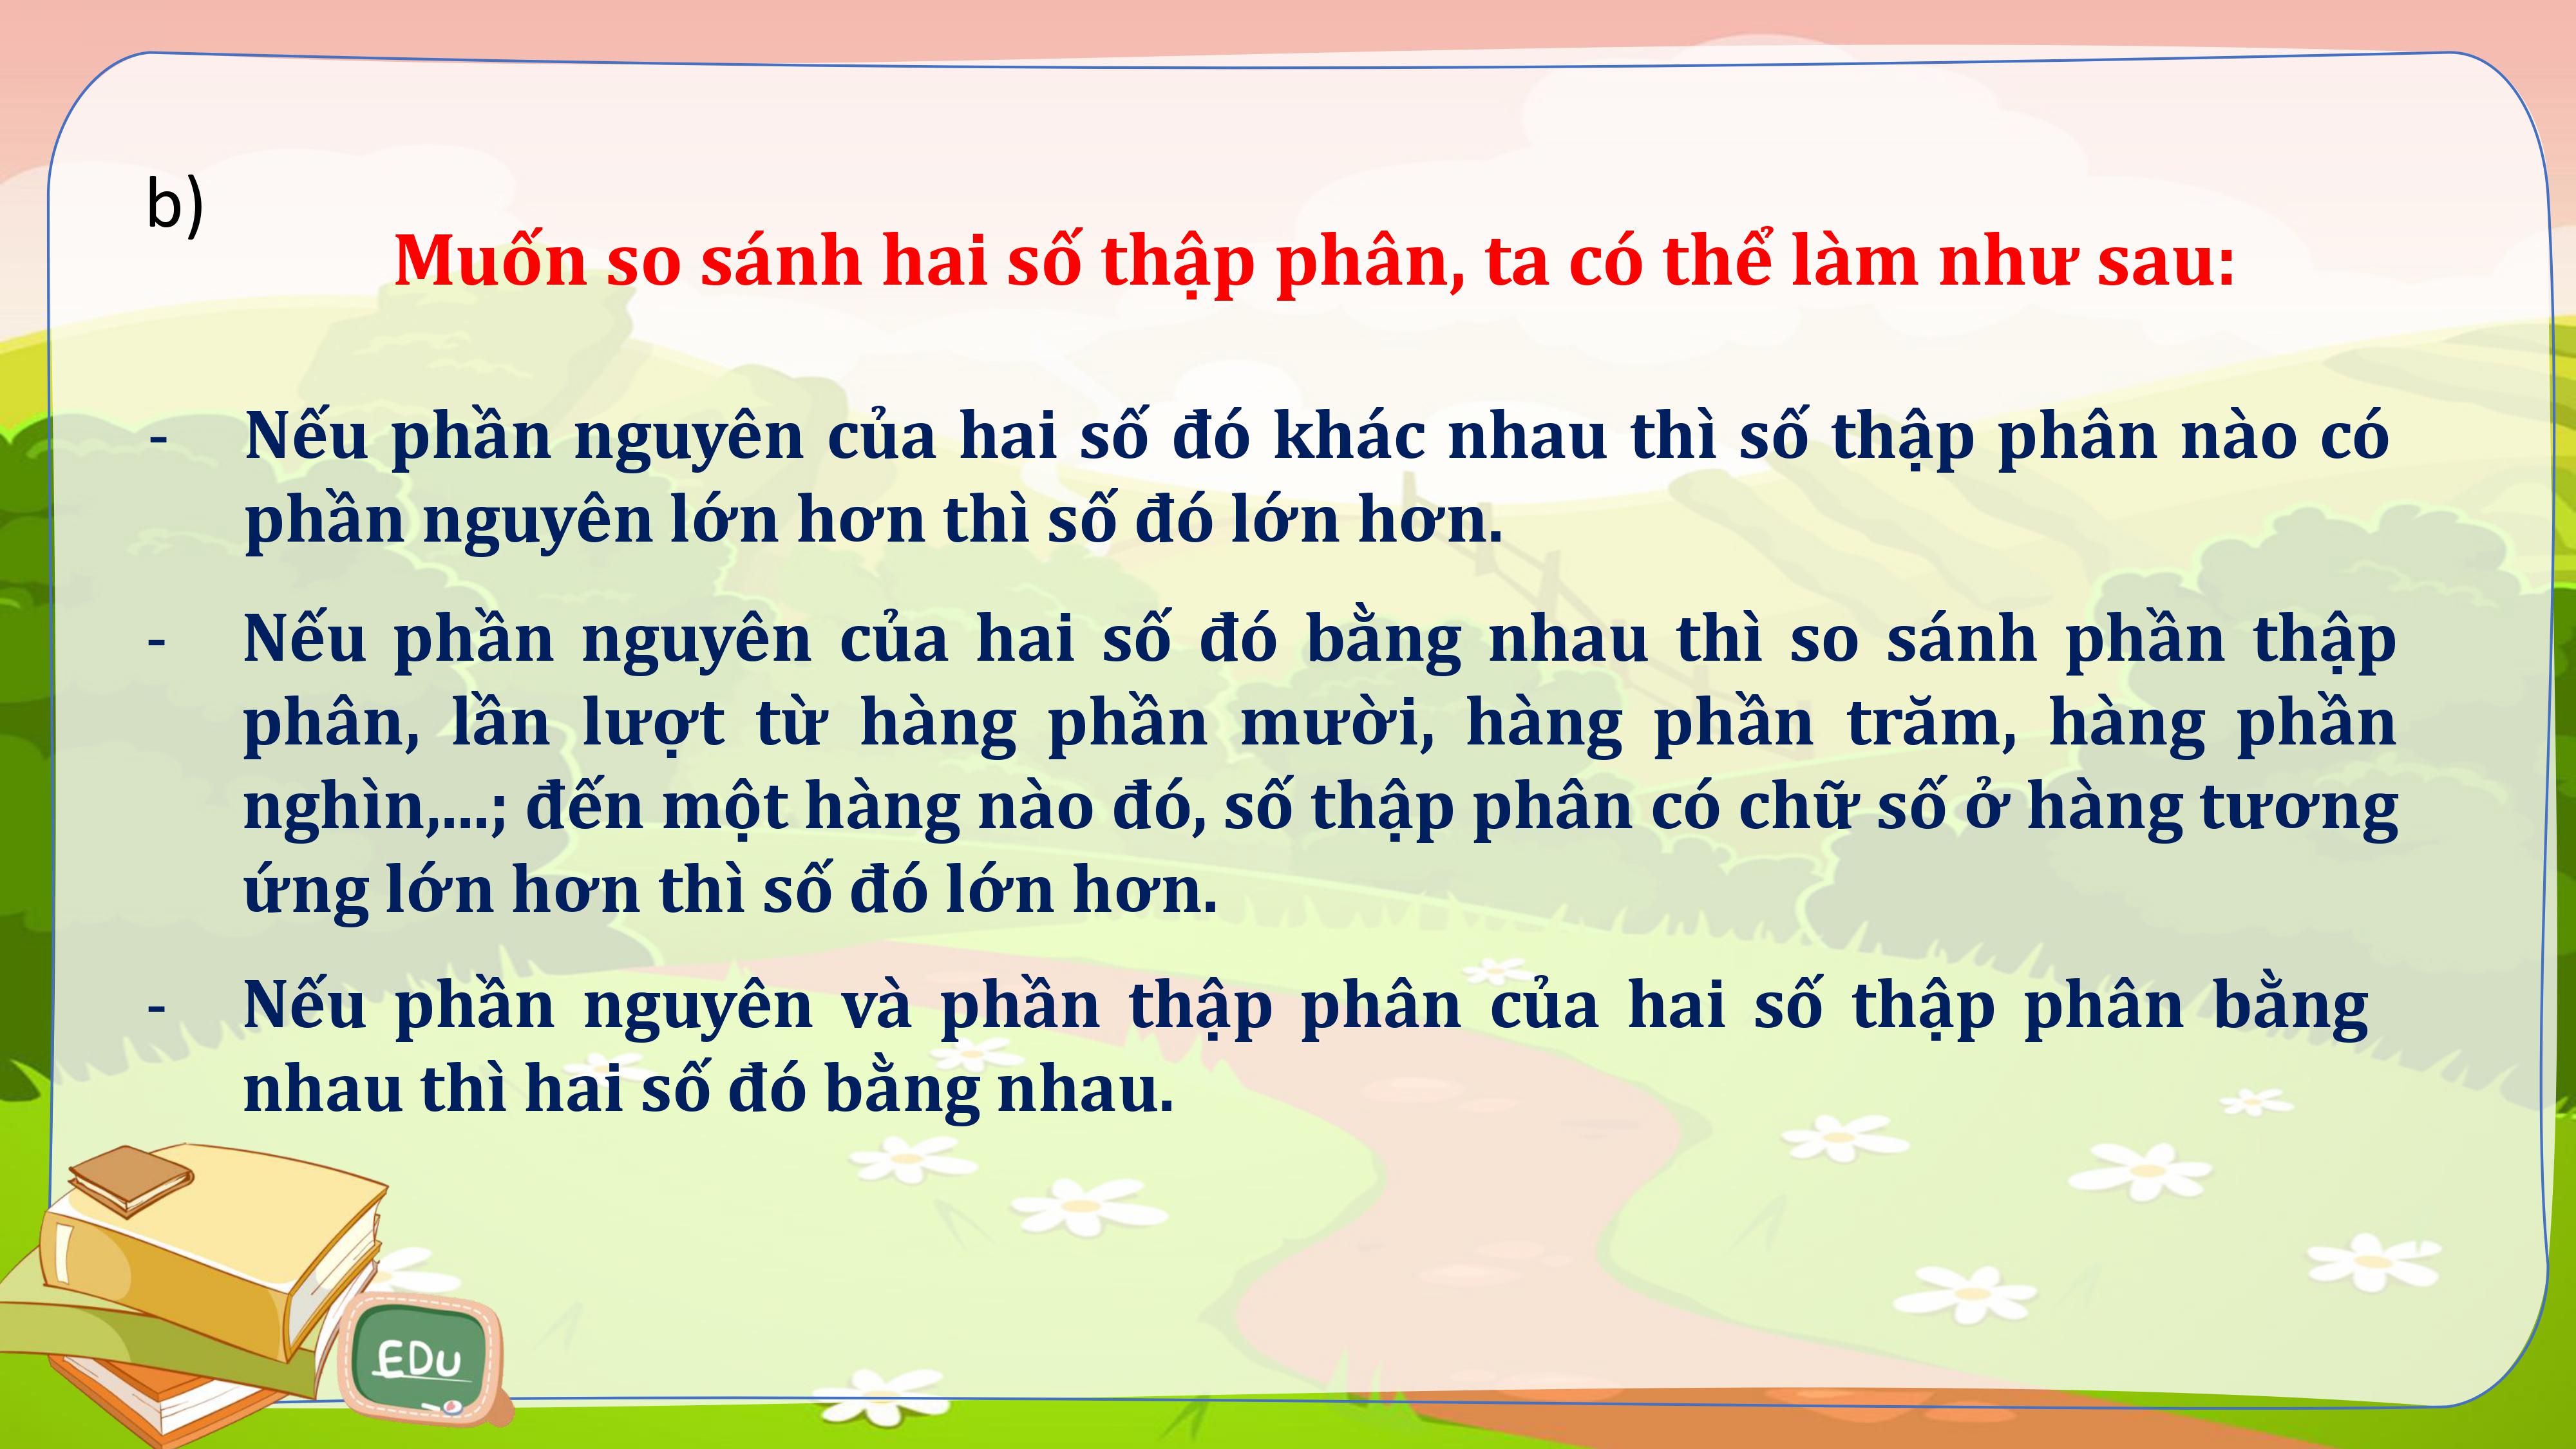 b)
Muốn so sánh hai số thập phân, ta có thể làm như sau:
- Nếu phần nguyên của hai số đó khác nhau thì số thập phân nào có
phần nguyên lớn hơn thì số đó lớn hơn.
- Nếu phần nguyên của hai số đó bằng nhau thì so sánh phần thập
phân, lần lượt từ hàng phần mười, hàng phần trăm, hàng phần
nghìn,...; đến một hàng nào đó, số thập phân có chữ số ở hàng tương
ứng lớn hơn thì số đó lớn hơn.
- Nếu phần nguyên và phần thập phân của hai số thập phân bằng
nhau thì hai số đó bằng nhau.
EDu